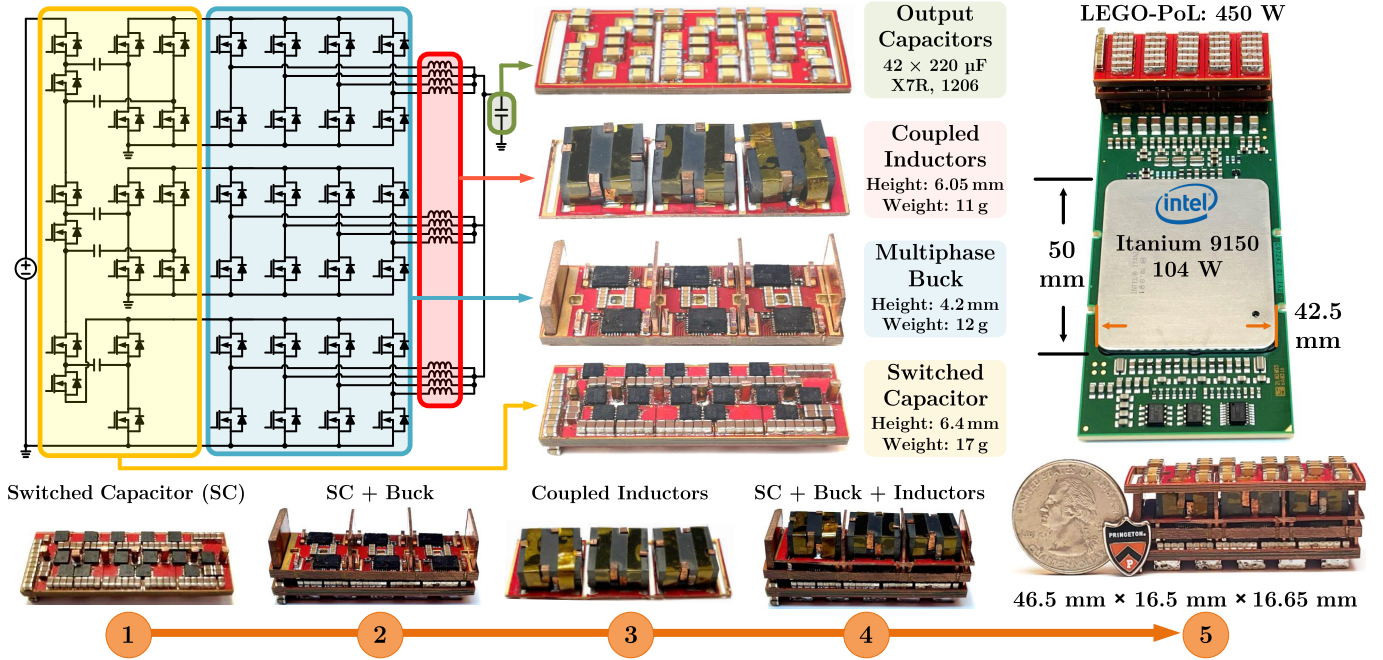 Output
Capacitors
42 × 220 µF
X7R, 1206
Coupled
Inductors
Height: 6.05 mm
Weight: 11 g
Multiphase
Buck
Height: 4.2 mm
Weight: 12 g
Switched
Capacitor
Height: 6.4 mm
Weight: 17 g
LEGO-PoL: 450 W
intel
Itanium 9150
104 W
50
mm
42.5
mm
Switched Capacitor (SC)
SC + Buck
Coupled Inductors
SC + Buck + Inductors
PRINCETON
P
46.5 mm × 16.5 mm × 16.65 mm
1
2
3
4
5